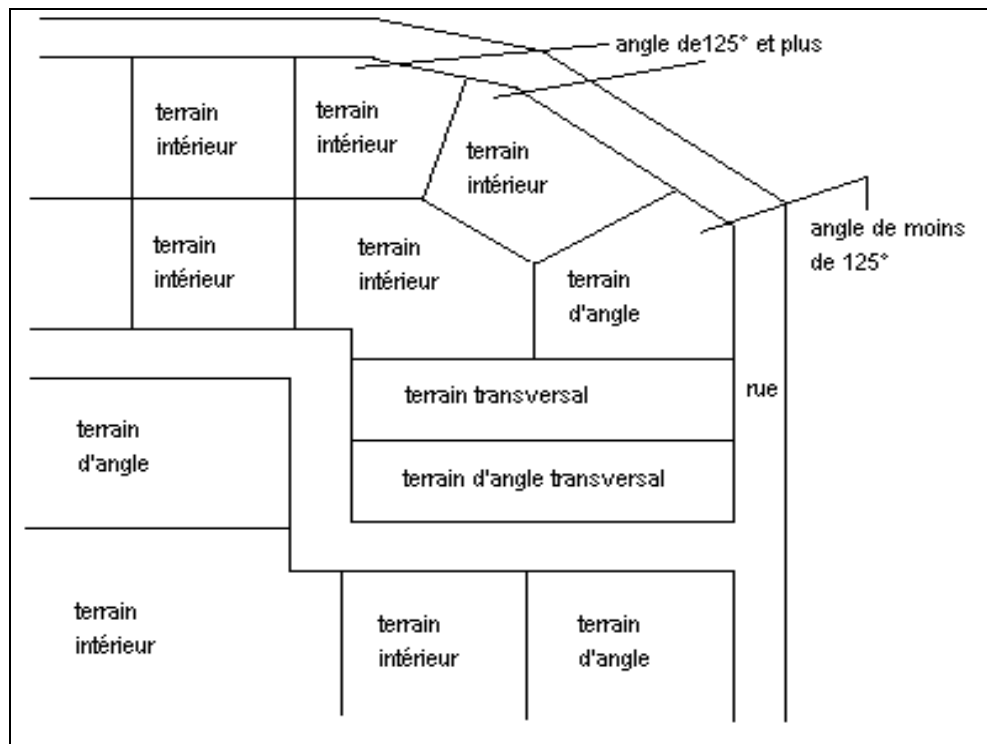 angle de125° et plus
terrain
intérieur
terrain
intérieur
terrain
intérieur
angle de moins
de 125°
terrain
intérieur
terrain
intérieur
terrain
d'angle
terrain transversal
rue
terrain
d'angle
terrain d'angle transversal
terrain
intérieur
terrain
intérieur
terrain
d'angle